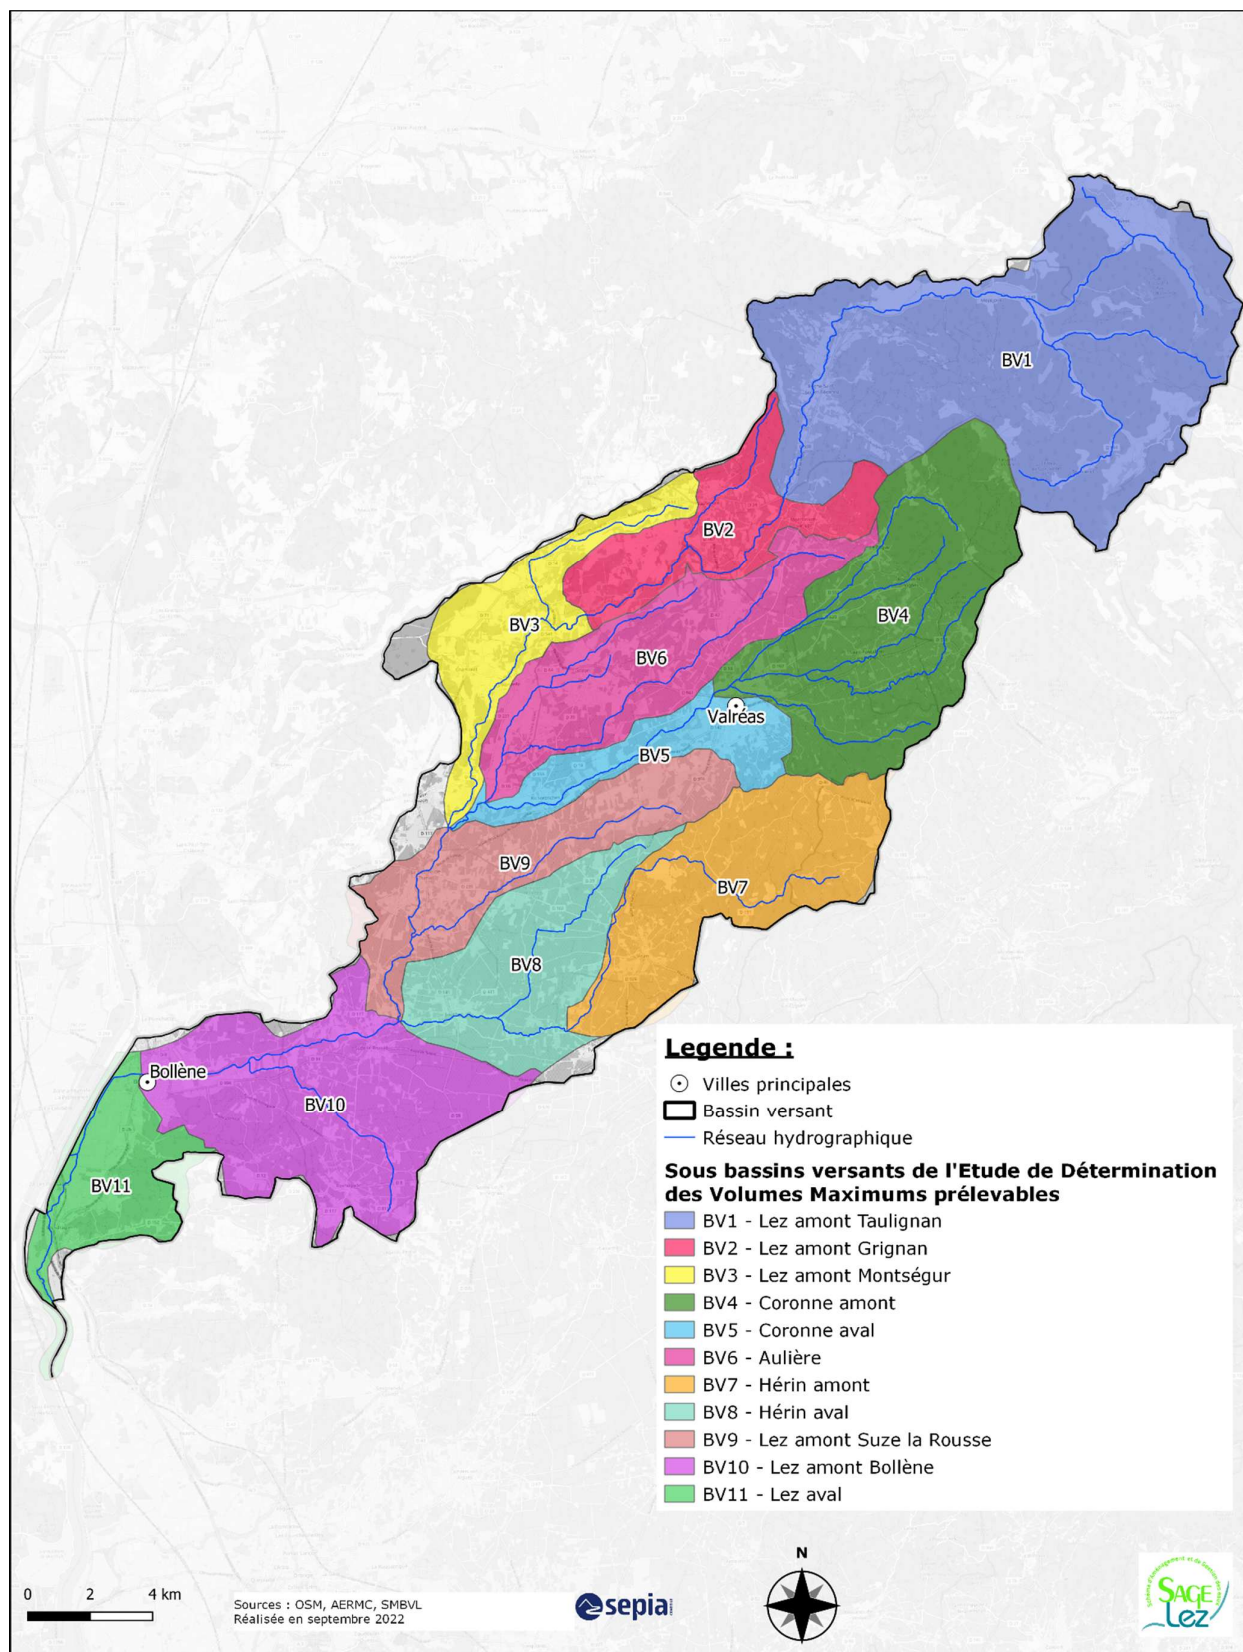 BV1
BV2
BV3
BV4
BV6
Valréas
BV5
BV9
BV7
BV8
Bollène
BV10
BV11
Legende :
Villes principales
Bassin versant
Réseau hydrographique
Sous bassins versants de l'Etude de Détermination
des Volumes Maximums prélevables
BV1 - Lez amont Taulignan
BV2 - Lez amont Grignan
BV3 - Lez amont Montségur
BV4 - Coronne amont
BV5 - Coronne aval
BV6 - Aulière
BV7 - Hérin amont
BV8 - Hérin aval
BV9 - Lez amont Suze la Rousse
BV10 - Lez amont Bollène
BV11 - Lez aval
0 2 4 km
Sources : OSM, AERMC, SMBVL
Réalisée en septembre 2022
sepia
N
SAGE
Lez